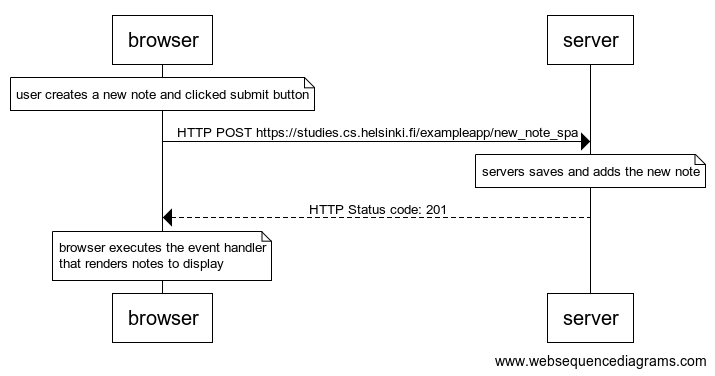 browser
server
user creates a new note and clicked submit button
HTTP POST https://studies.cs.helsinki.fi/exampleapp/new_note_spa
servers saves and adds the new note
HTTP Status code: 201
browser executes the event handler
that renders notes to display
browser
server
www.websequencediagrams.com